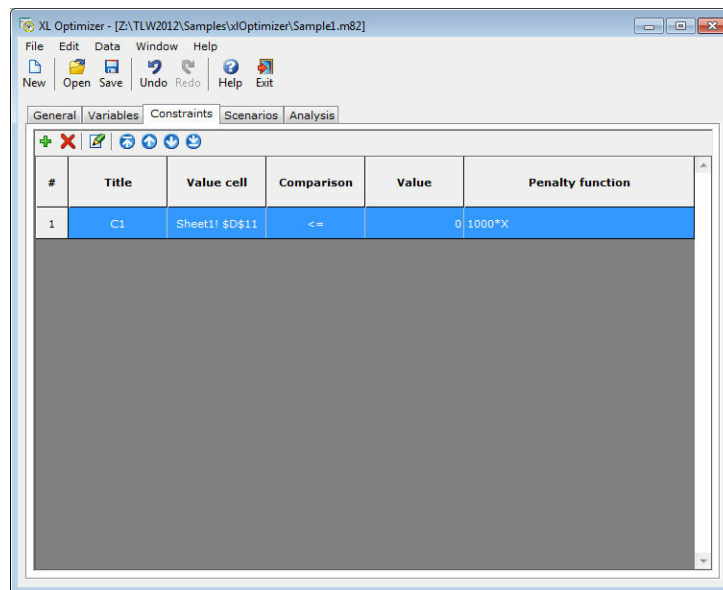 XL Optimizer - [Z:\TLW2012\Samples\xlOptimizer\Sample1.m82]
File Edit Data Window Help
New Open Save Undo Redo Help Exit
General Variables Constraints Scenarios Analysis
# Title Value cell Comparison Value Penalty function
1 C1 Sheet1! $D$11 <= 0 1000*X